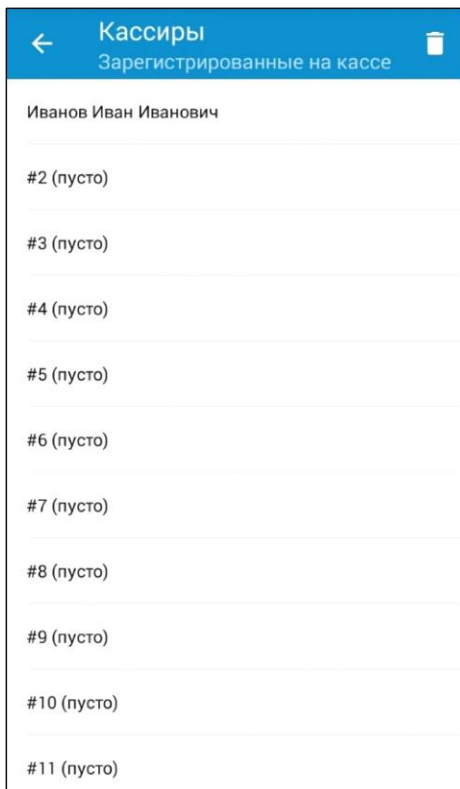 Кассиры
Зарегистрированные на кассе
Иванов Иван Иванович
#2 (пусто)
#3 (пусто)
#4 (пусто)
#5 (пусто)
#6 (пусто)
#7 (пусто)
#8 (пусто)
#9 (пусто)
#10 (пусто)
#11 (пусто)